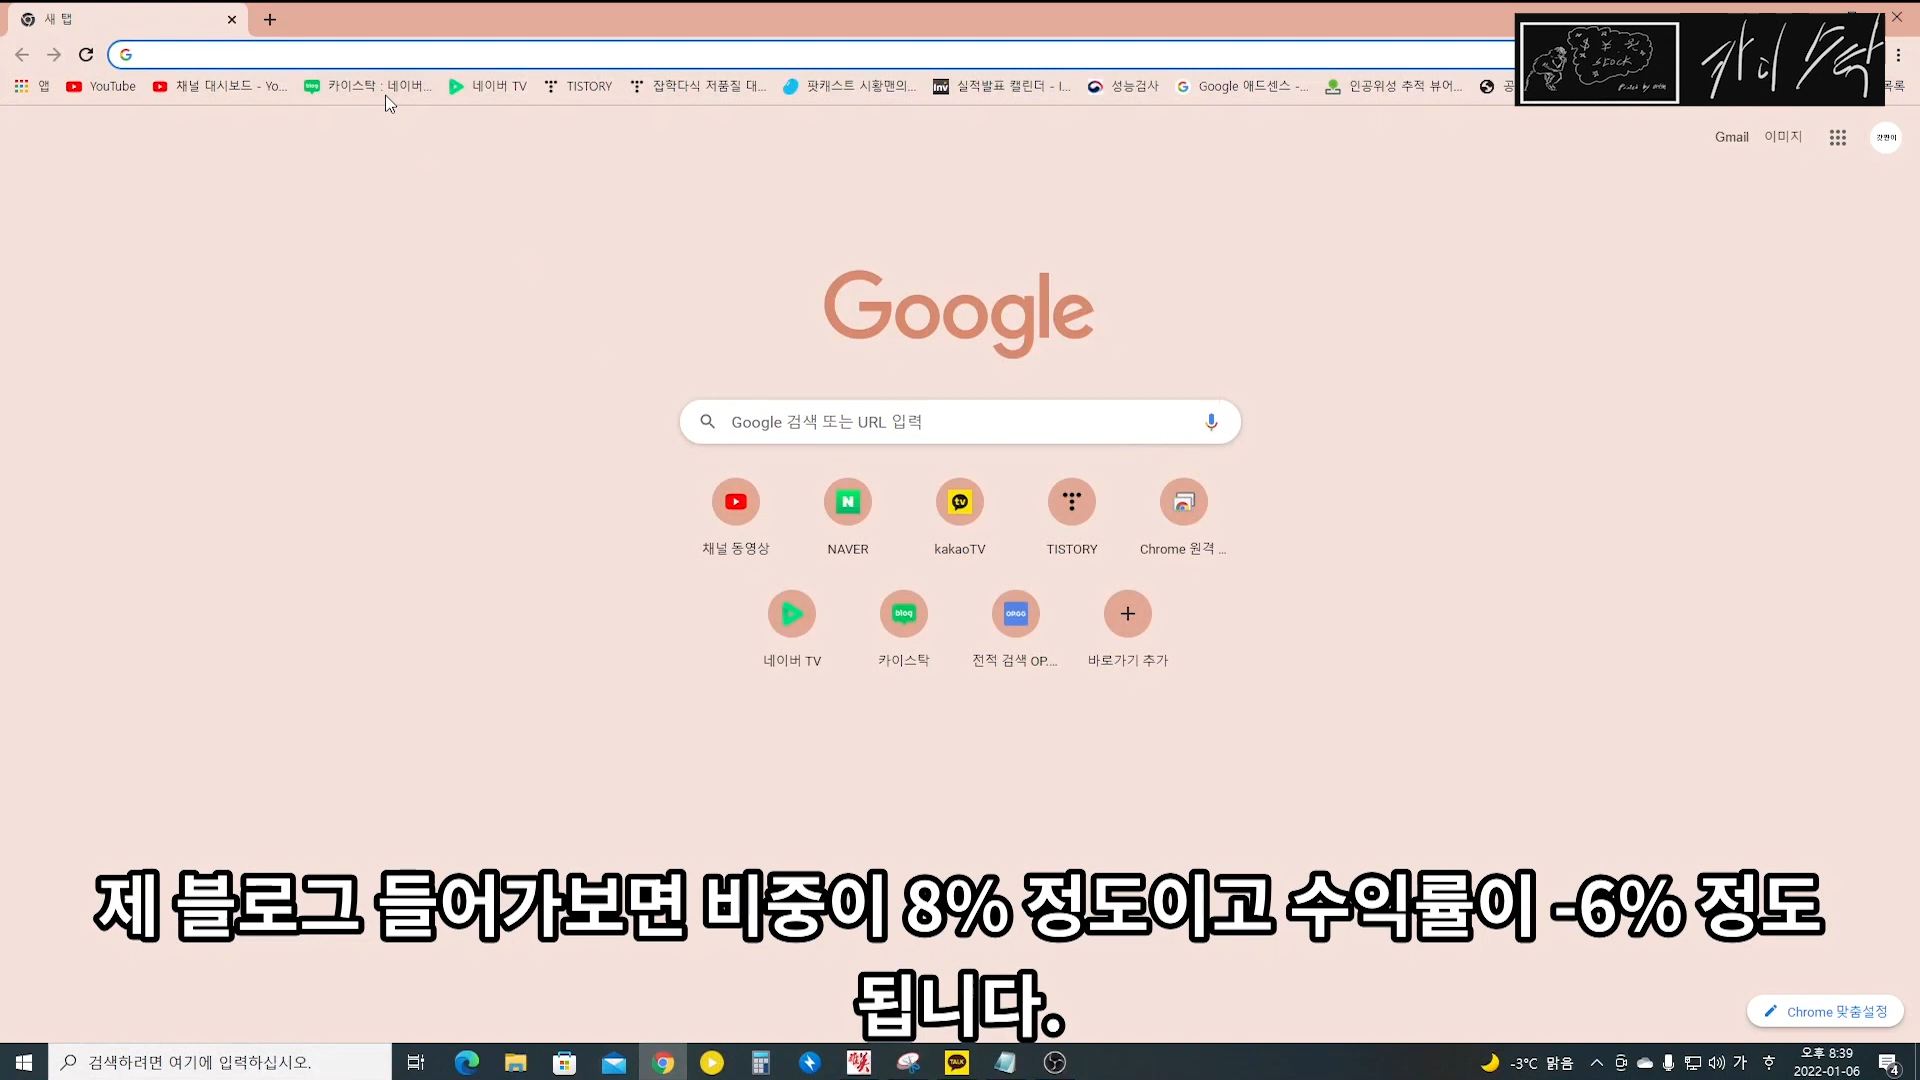 새 탭
앱 YouTube 채널 대시보드 - Yo... 카이스탁 : 네이버... 네이버 TV TISTORY 잡학다식 저품질 대... 팟캐스트 시황맨의... 실적발표 캘린더 - I... 성능검사 Google 애드센스 -... 인공위성 추적 뷰어... 공
카이스탁
stock
Gmail 이미지
Google
Google 검색 또는 URL 입력
채널 동영상 NAVER kakaoTV TISTORY Chrome 원격 ...
네이버 TV 카이스탁 전적 검색 OP.... 바로가기 추가
제 블로그 들어가보면 비중이 8% 정도이고 수익률이 -6% 정도
됩니다.
Chrome 맞춤설정
검색하려면 여기에 입력하십시오.
-3°C 맑음
가
오후 8:39
2022-01-06
4